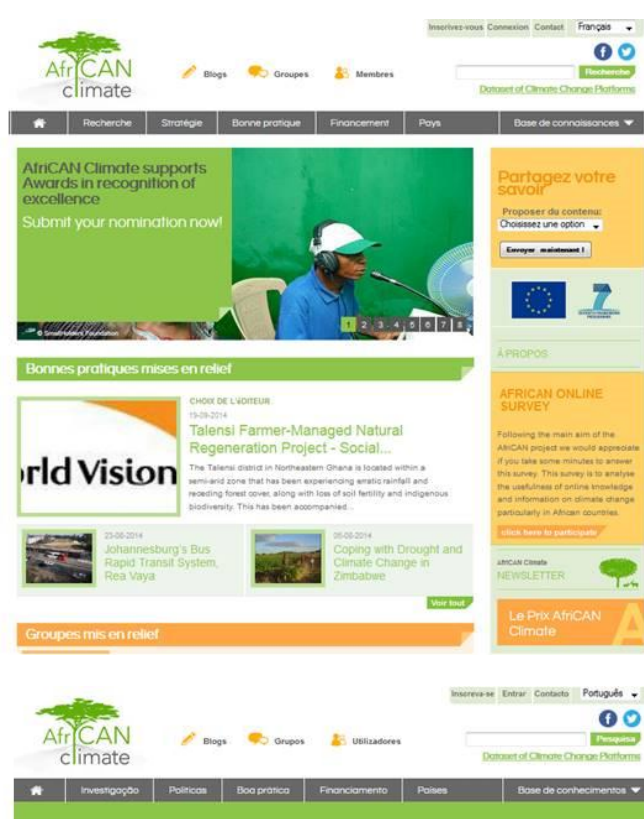 Inscrivez-vous Connexion Contact Français
AfriCAN
climate
Blogs Groupes Membres
Recherche
Dataset of Climate Change Platforms
Recherche Stratégie Bonne pratique Financement Pays Base de connaissances
AfriCAN Climate supports
Awards in recognition of
excellence
Submit your nomination now!
1 2 3 4 5 6 7 8
Partagez votre
savoir
Proposer du contenu:
Choisissez une option
Envoyer maintenant !
À PROPOS
Bonnes pratiques mises en relief
orld Vision
CHOIX DE L'éDITEUR
19-09-2014
Talensi Farmer-Managed Natural
Regeneration Project - Social...
The Talensi district in Northeastern Ghana is located within a
semi-arid zone that has been experiencing erratic rainfall and
receding forest cover, along with loss of soil fertility and indigenous
biodiversity. This has been accompanied...
Johannesburg's Bus
Rapid Transit System,
Rea Vaya
Coping with Drought and
Climate Change in
Zimbabwe
Voir tout
AFRICAN ONLINE
SURVEY
Following the main aim of the
AfriCAN project we would appreciate
if you take some minutes to answer
this survey. This survey is to analyse
the usefulness of online knowledge
and information on climate change
particularly in African countries.
click here to participate
AfriCAN Climate
NEWSLETTER
Le Prix AfriCAN
Climate
A
Groupes mis en relief
Inscreva-se Entrar Contacto Português
AfriCAN
climate
Blogs Grupos Utilizadores
Pesquisa
Dataset of Climate Change Platforms
Investigação Políticas Boa prática Financiamento Países Base de conhecimentos